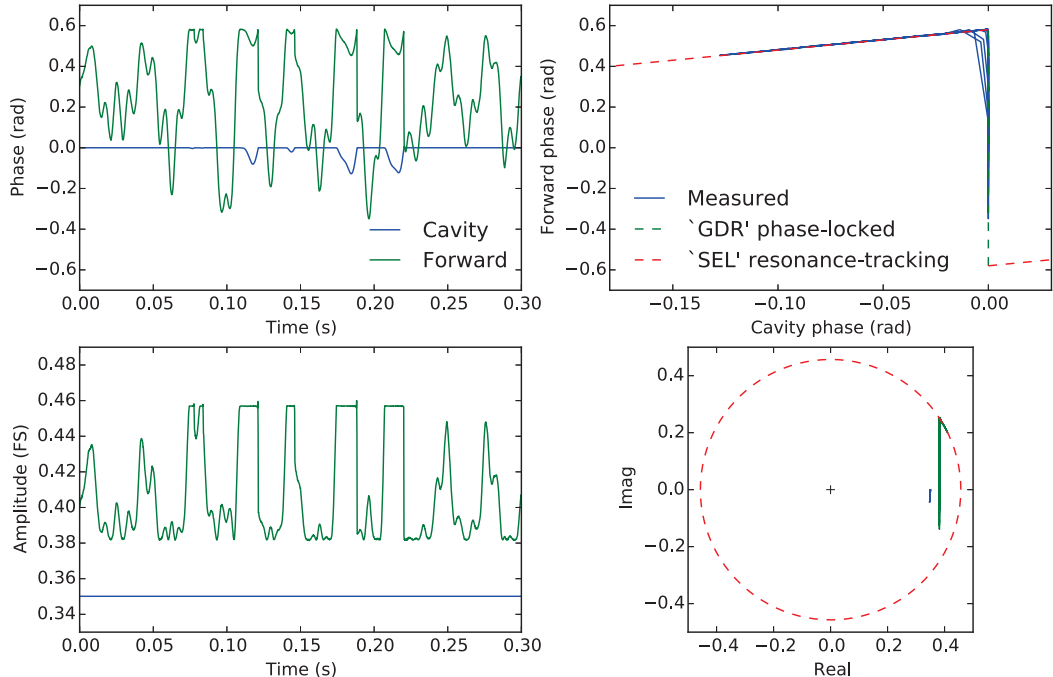 0.6
0.4
0.2
0.0
−0.2
−0.4
−0.6
Phase (rad)
Cavity
Forward
0.00 0.05 0.10 0.15 0.20 0.25 0.30
Time (s)
0.6
0.4
0.2
0.0
−0.2
−0.4
−0.6
Forward phase (rad)
Measured
`GDR' phase-locked
`SEL' resonance-tracking
−0.15 −0.10 −0.05 0.00
Cavity phase (rad)
0.48
0.46
0.44
0.42
0.40
0.38
0.36
0.34
Amplitude (FS)
0.00 0.05 0.10 0.15 0.20 0.25 0.30
Time (s)
0.4
0.2
0.0
−0.2
−0.4
Imag
−0.4 −0.2 0.0 0.2 0.4
Real